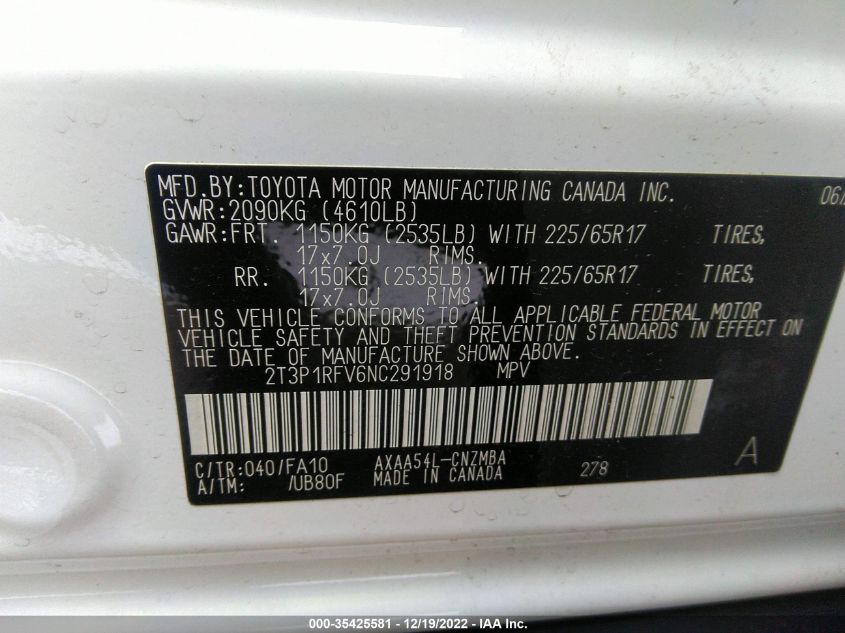 MFD.BY:TOYOTA MOTOR MANUFACTURING CANADA INC. 06/
GVWR:2090KG (4610LB)
GAWR:FRT. 1150KG (2535LB) WITH 225/65R17 TIRES,
17x7.0J RIMS.
RR. 1150KG (2535LB) WITH 225/65R17 TIRES,
17x7.0J RIMS.
THIS VEHICLE CONFORMS TO ALL APPLICABLE FEDERAL MOTOR
VEHICLE SAFETY AND THEFT PREVENTION STANDARDS IN EFFECT ON
THE DATE OF MANUFACTURE SHOWN ABOVE.
2T3P1RFV6NC291918 MPV
C/TR:040/FA10 AXAA54L-CNZMBA 278 A
A/TM: /UB80F MADE IN CANADA
000-35425581 - 12/19/2022 - IAA Inc.